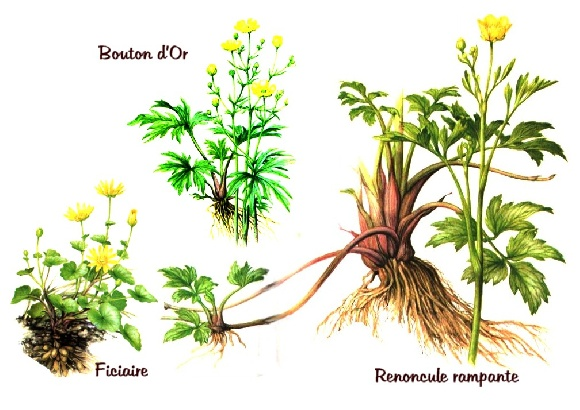 Bouton d'Or
Ficiaire
Renoncule rampante